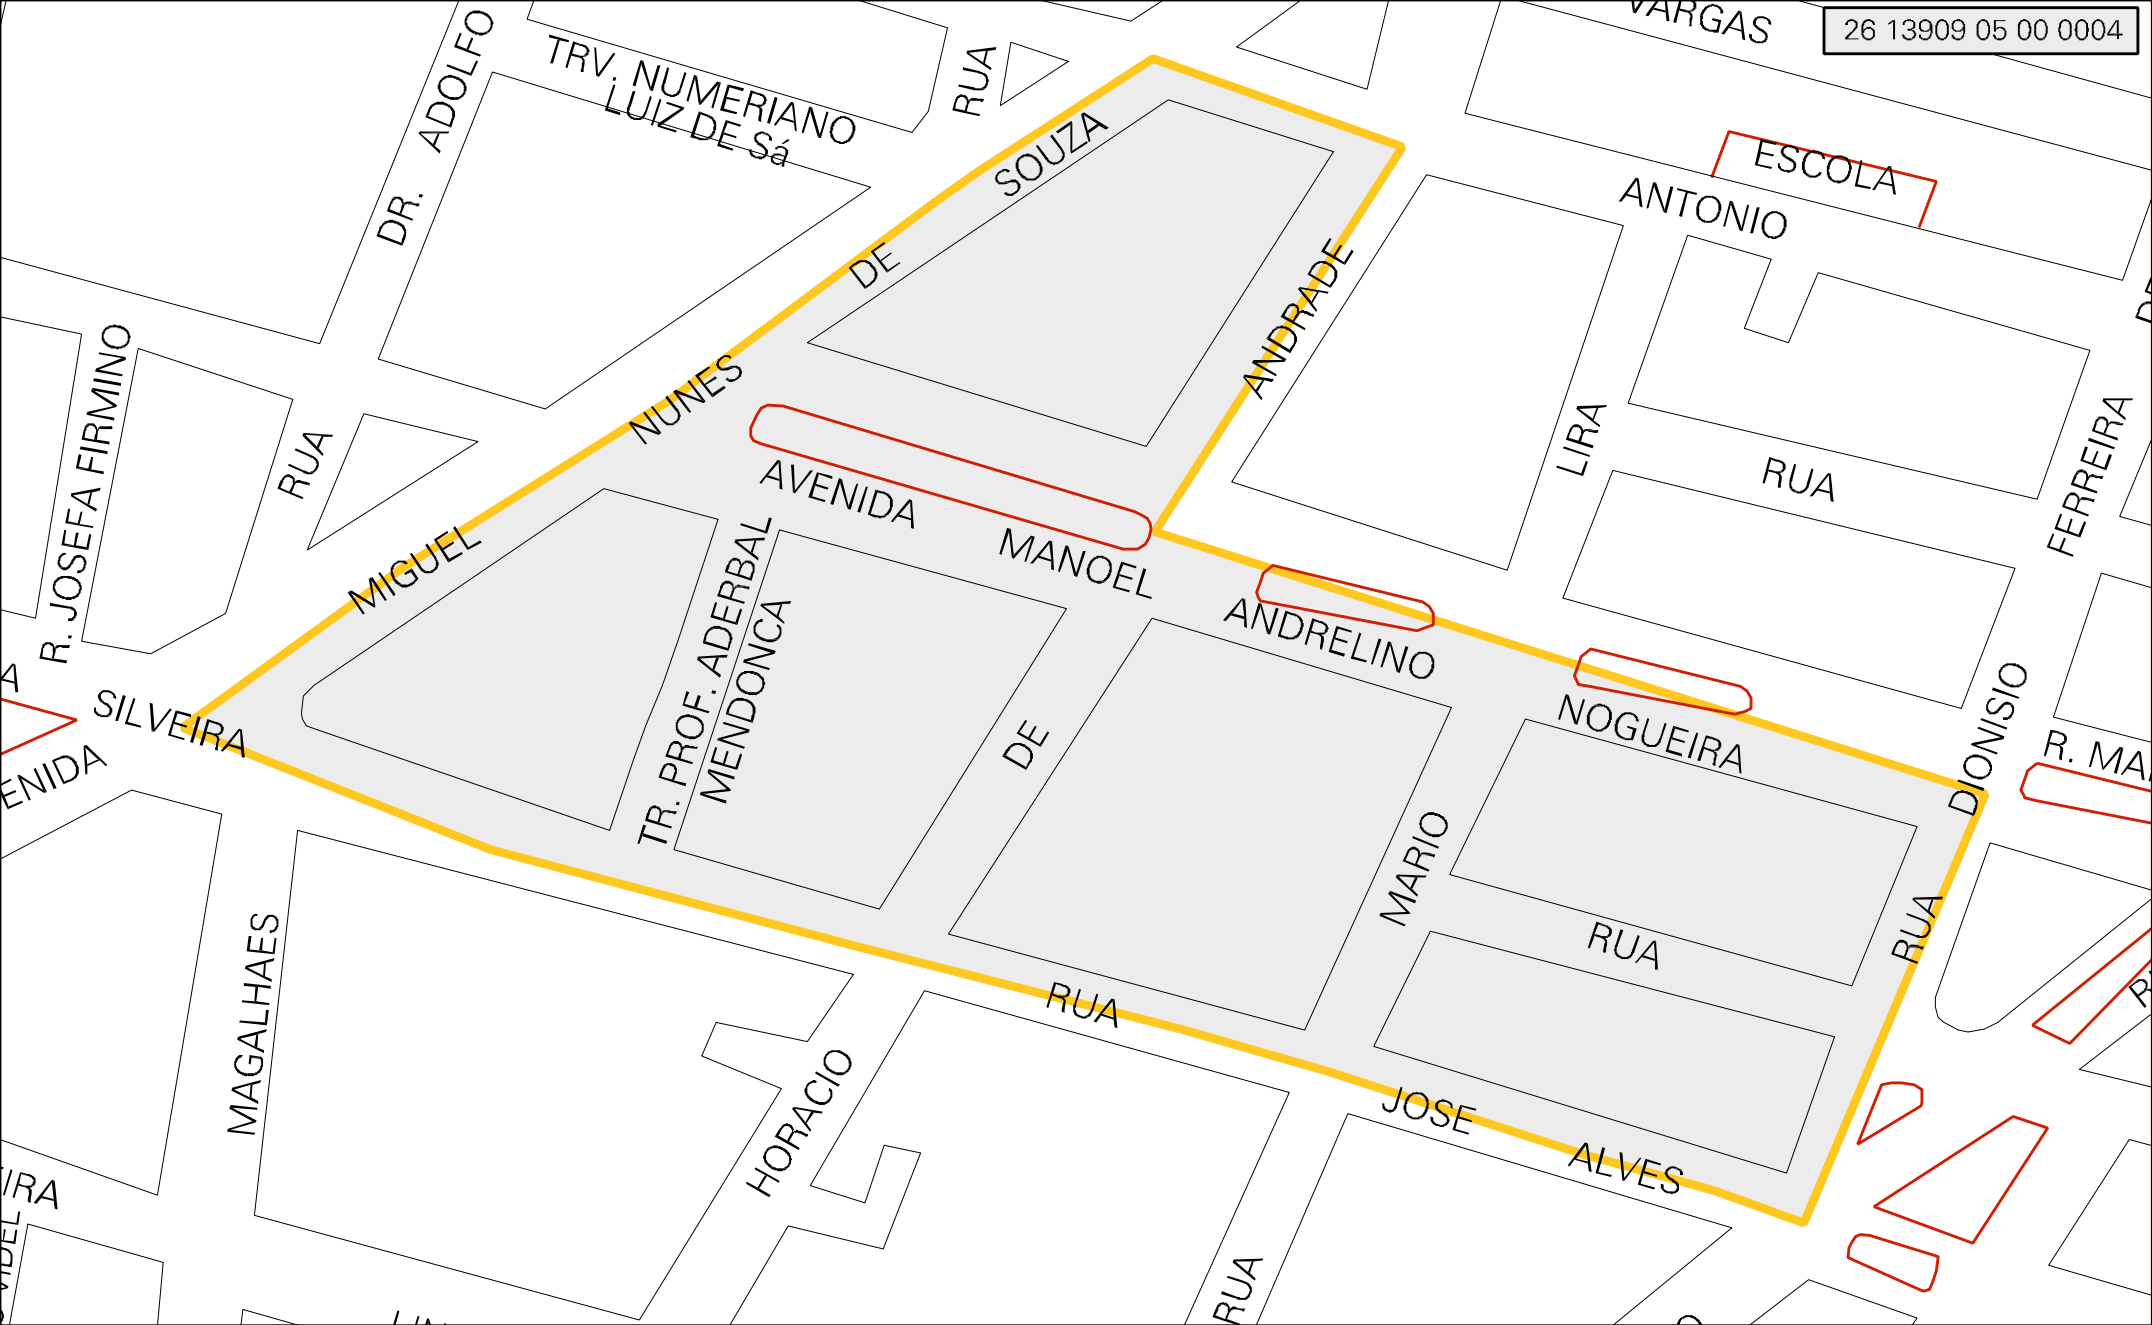 VARGAS
26 13909 05 00 0004
ADOLFO
DR.
TRV. NUMERIANO
LUIZ DE Sá
RUA
SOUZA
DE
NUNES
MIGUEL
ESCOLA
ANTONIO
ANDRADE
R. JOSEFA FIRMINO
RUA
LIRA
RUA
FERREIRA
AVENIDA
MANOEL
ANDRELINO
NOGUEIRA
TR. PROF. ADERBAL
MENDONCA
DE
SILVEIRA
ENIDA
A
DIONISIO
R. MA
MARIO
RUA
RUA
MAGALHAES
RUA
JOSE
ALVES
HORACIO
RUA
IRA